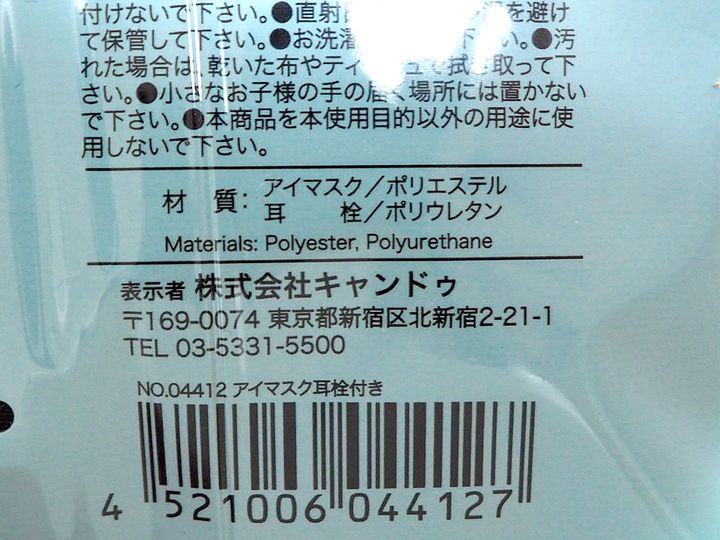 付けないで下さい。●直射 を避け
て保管して下さい。●お洗濯 下さい。●汚
れた場合は、乾いた布やティ で拭き取って下
さい。●小さなお子様の手の届く場所には置かない
で下さい。●本商品を本使用目的以外の用途に使
用しないで下さい。
材 質：アイマスク／ポリエステル
耳 栓／ポリウレタン
Materials: Polyester, Polyurethane
表示者 株式会社キャンドゥ
〒169-0074 東京都新宿区北新宿2-21-1
TEL 03-5331-5500
NO.04412 アイマスク耳栓付き
4 521006 044127